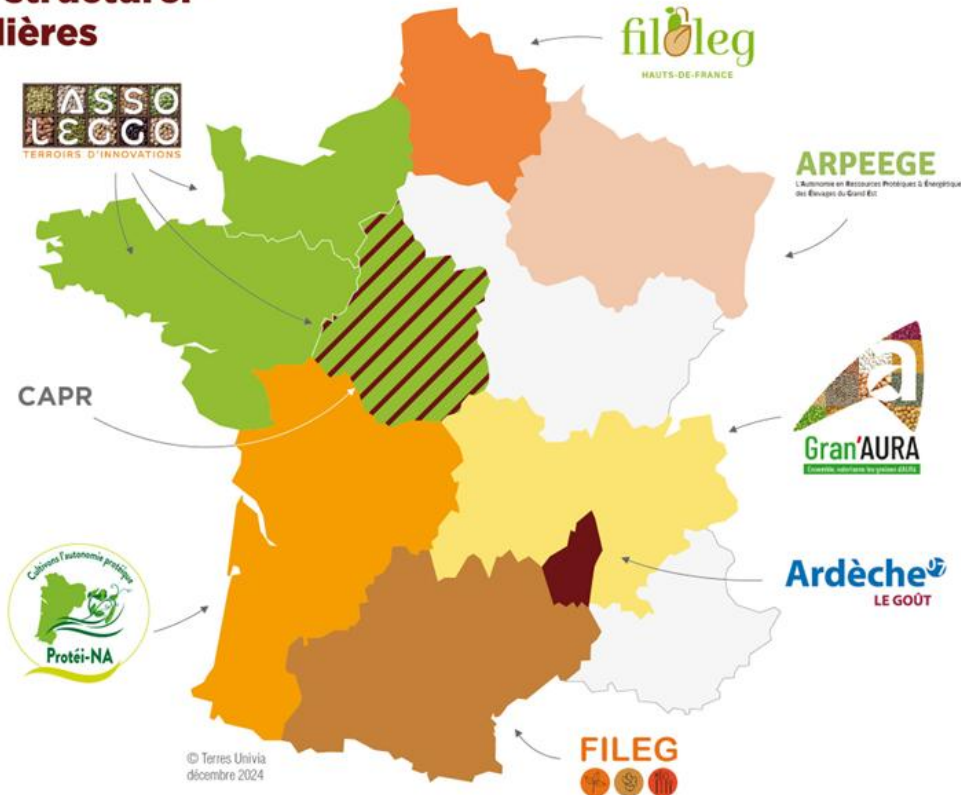 lières
filoleg
HAUTS-DE-FRANCE
ASSO
LEGGO
TERROIRS D'INNOVATIONS
ARPEEGE
L'Autonomie en Ressources Protéiques & Énergétiques
des Élevages du Grand Est
CAPR
Gran'AURA
Ensemble, valorisons les graines d'AURA
Cultivons l'autonomie protéique
Protéi-NA
Ardèche07
LE GOÛT
© Terres Univia
décembre 2024
FILEG